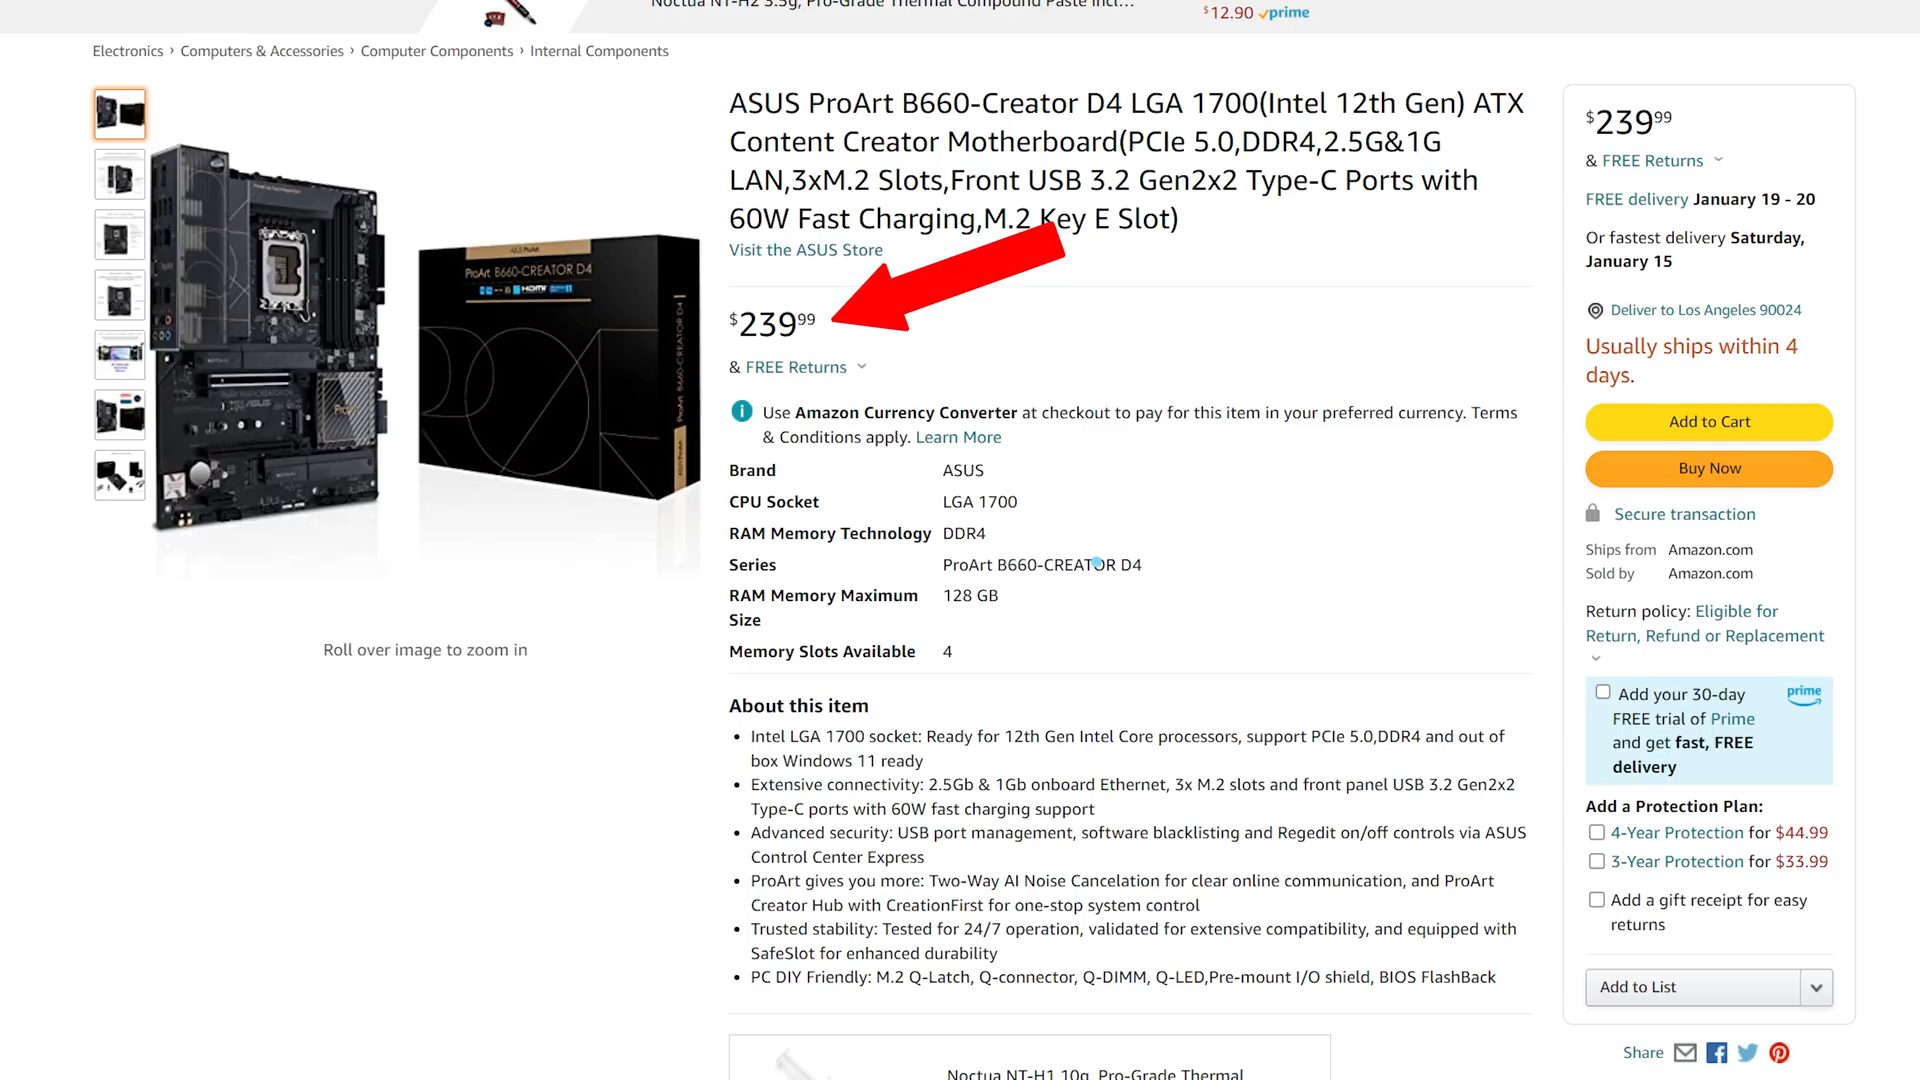 Noctua NT-H2 3.5g, Pro-Grade Thermal Compound Paste incl...
$12.90 prime
Electronics › Computers & Accessories › Computer Components › Internal Components
ASUS ProArt B660-Creator D4 LGA 1700(Intel 12th Gen) ATX
Content Creator Motherboard(PCIe 5.0,DDR4,2.5G&1G
LAN,3xM.2 Slots,Front USB 3.2 Gen2x2 Type-C Ports with
60W Fast Charging,M.2 Key E Slot)
Visit the ASUS Store
$239 99
& FREE Returns
Use Amazon Currency Converter at checkout to pay for this item in your preferred currency. Terms
& Conditions apply. Learn More
Brand ASUS
CPU Socket LGA 1700
RAM Memory Technology DDR4
Series ProArt B660-CREATOR D4
RAM Memory Maximum 128 GB
Size
Memory Slots Available 4
About this item
• Intel LGA 1700 socket: Ready for 12th Gen Intel Core processors, support PCIe 5.0,DDR4 and out of
box Windows 11 ready
• Extensive connectivity: 2.5Gb & 1Gb onboard Ethernet, 3x M.2 slots and front panel USB 3.2 Gen2x2
Type-C ports with 60W fast charging support
• Advanced security: USB port management, software blacklisting and Regedit on/off controls via ASUS
Control Center Express
• ProArt gives you more: Two-Way AI Noise Cancelation for clear online communication, and ProArt
Creator Hub with CreationFirst for one-stop system control
• Trusted stability: Tested for 24/7 operation, validated for extensive compatibility, and equipped with
SafeSlot for enhanced durability
• PC DIY Friendly: M.2 Q-Latch, Q-connector, Q-DIMM, Q-LED,Pre-mount I/O shield, BIOS FlashBack
Noctua NT-H1 10g, Pro-Grade Thermal
ASUS ProArt
ProArt B660-CREATOR D4
HDMI
ProArt B660-CREATOR D4
Roll over image to zoom in
$239 99
& FREE Returns
FREE delivery January 19 - 20
Or fastest delivery Saturday,
January 15
Deliver to Los Angeles 90024
Usually ships within 4
days.
Add to Cart
Buy Now
Secure transaction
Ships from Amazon.com
Sold by Amazon.com
Return policy: Eligible for
Return, Refund or Replacement
Add your 30-day
prime
FREE trial of Prime
and get fast, FREE
delivery
Add a Protection Plan:
4-Year Protection for $44.99
3-Year Protection for $33.99
Add a gift receipt for easy
returns
Add to List
Share